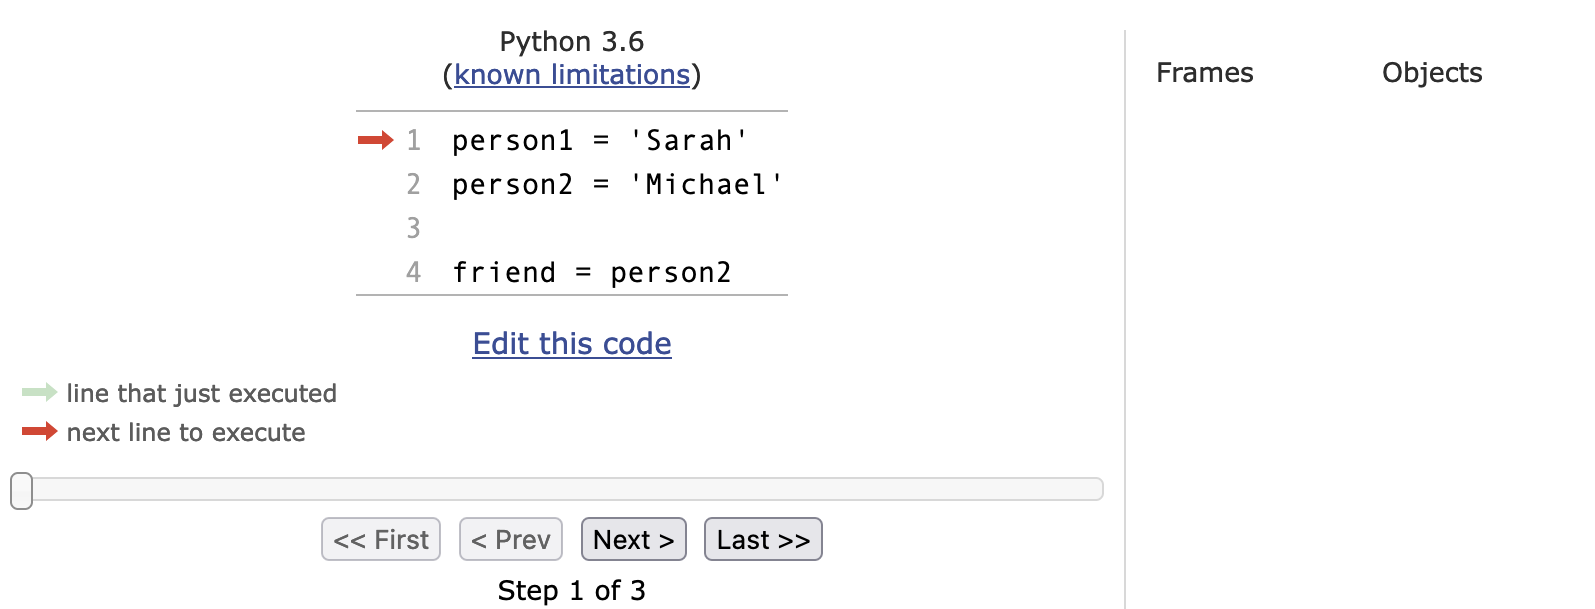 Python 3.6
(known limitations)
1 person1 = 'Sarah'
2 person2 = 'Michael'
3
4 friend = person2
Edit this code
line that just executed
next line to execute
<< First < Prev Next > Last >>
Step 1 of 3
Frames Objects